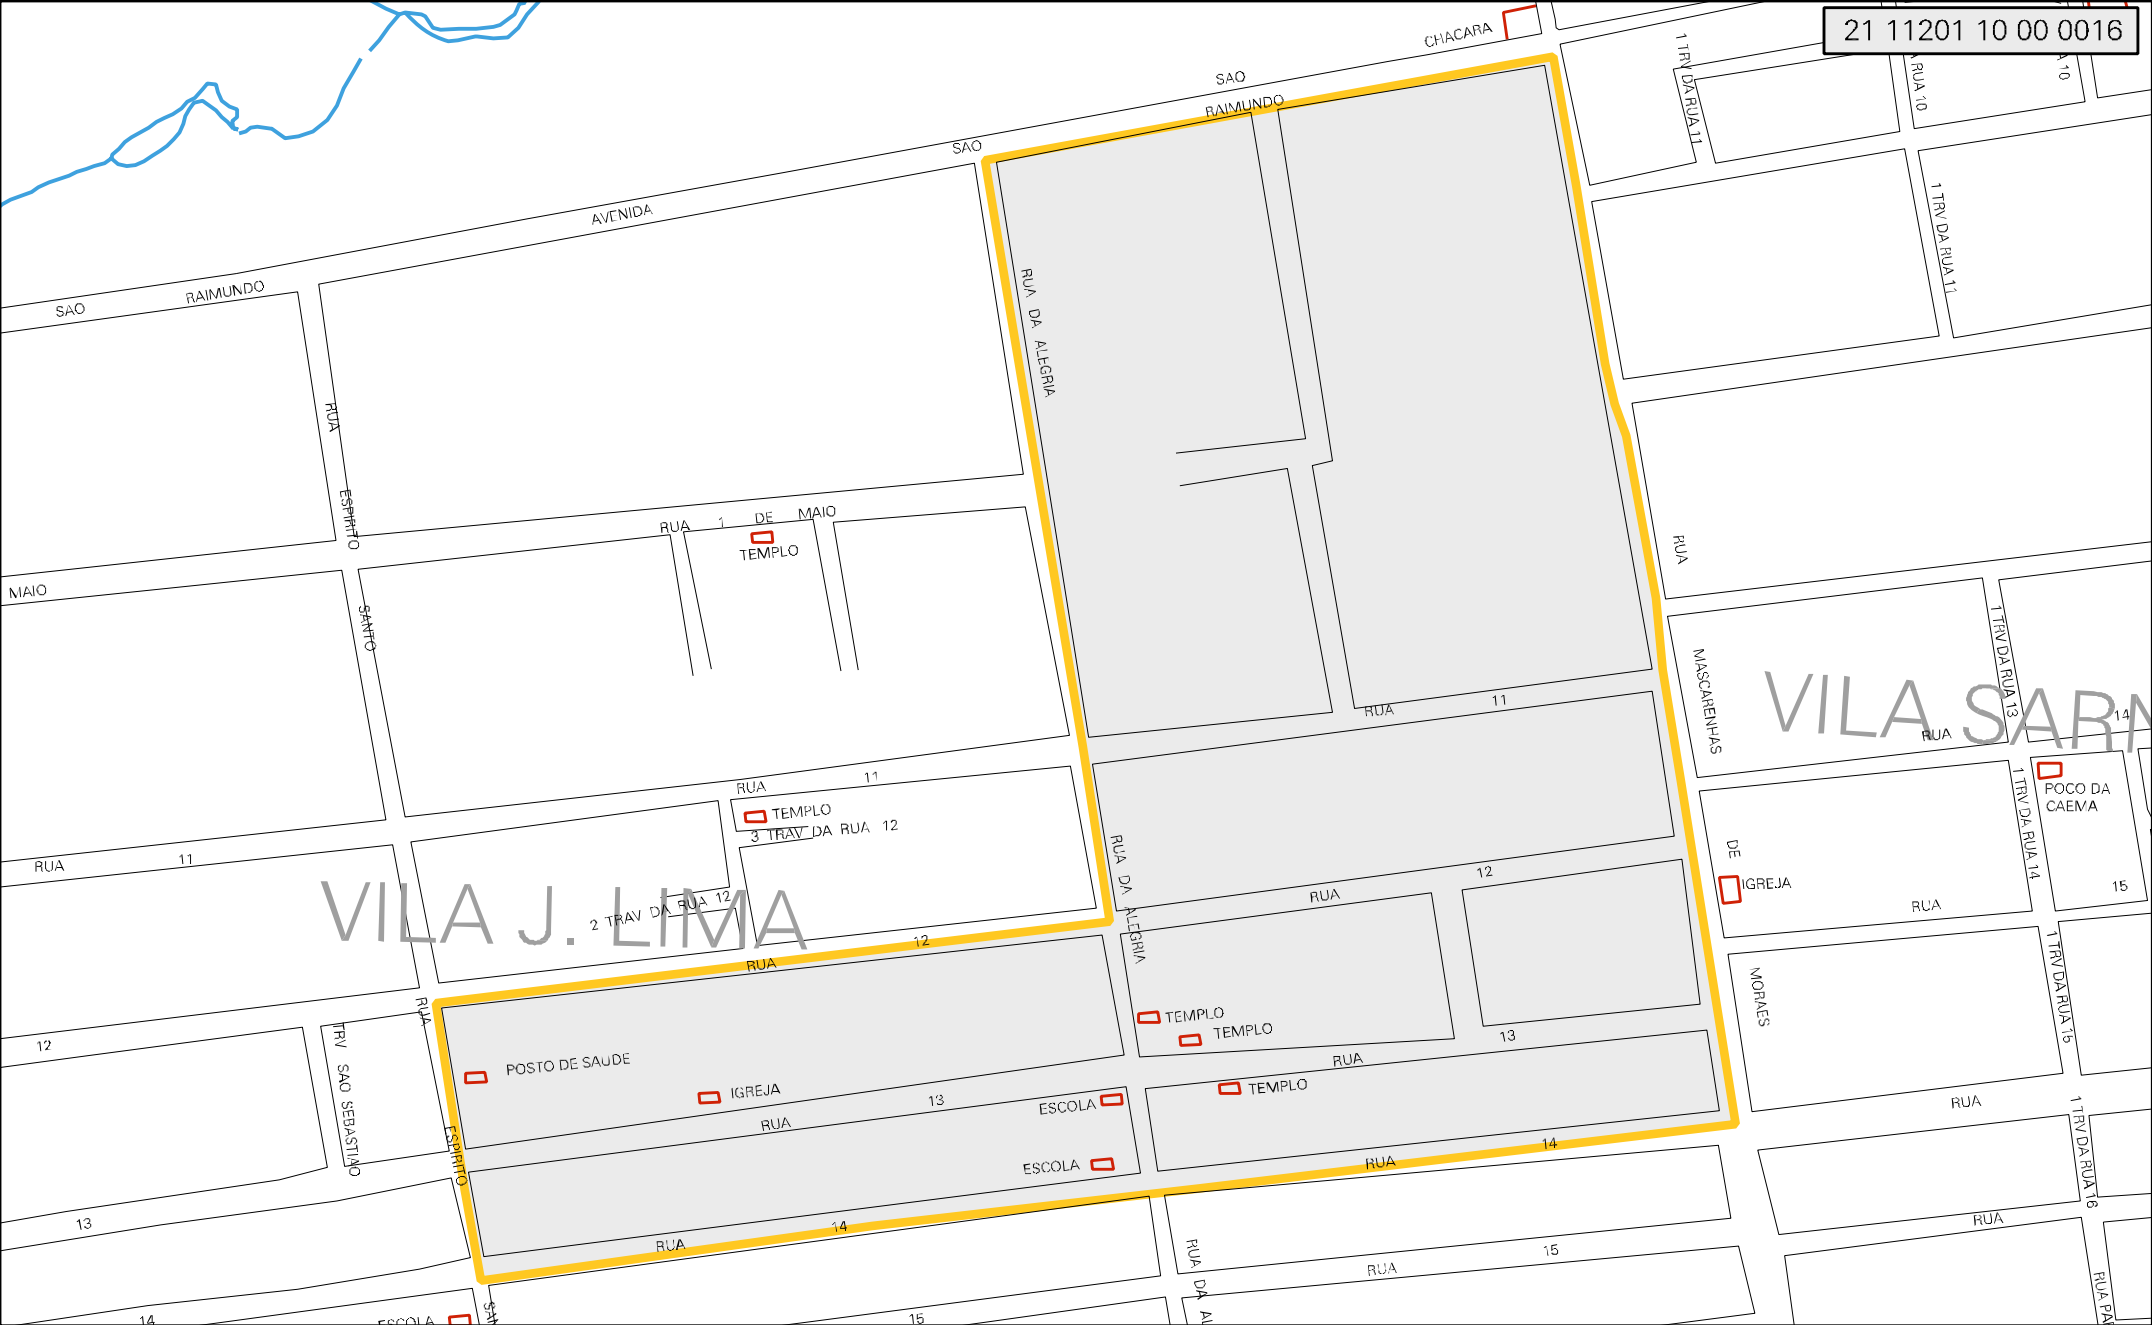 21 11201 10 00 0016
CHACARA
SAO
RAIMUNDO
1 TRV DA RUA 11
A RUA 10
A 10
SAO
AVENIDA
1 TRV DA RUA 11
RAIMUNDO
SAO
RUA DA ALEGRIA
RUA
ESPIRITO
SANTO
RUA 1 DE MAIO
TEMPLO
MAIO
RUA
MASCARENHAS
DE
MORAES
1 TRV DA RUA 13
VILA SARN
RUA 14
RUA 11
RUA 11
TEMPLO
3 TRAV DA RUA 12
POCO DA
CAEMA
1 TRV DA RUA 14
RUA 11
VILA J. LIMA
2 TRAV DA RUA 12
RUA DA ALEGRIA
RUA 12
IGREJA
RUA 15
RUA 12
1 TRV DA RUA 15
RUA
ESPIRITO
12
TRV SAO SEBASTIAO
POSTO DE SAUDE
IGREJA
TEMPLO
TEMPLO
RUA 13
TEMPLO
RUA 13
ESCOLA
RUA
1 TRV DA RUA 16
ESCOLA
RUA 14
13
RUA 14
RUA
RUA DA AL
RUA 15
RUA PAR
14
ESCOLA
SAN
15